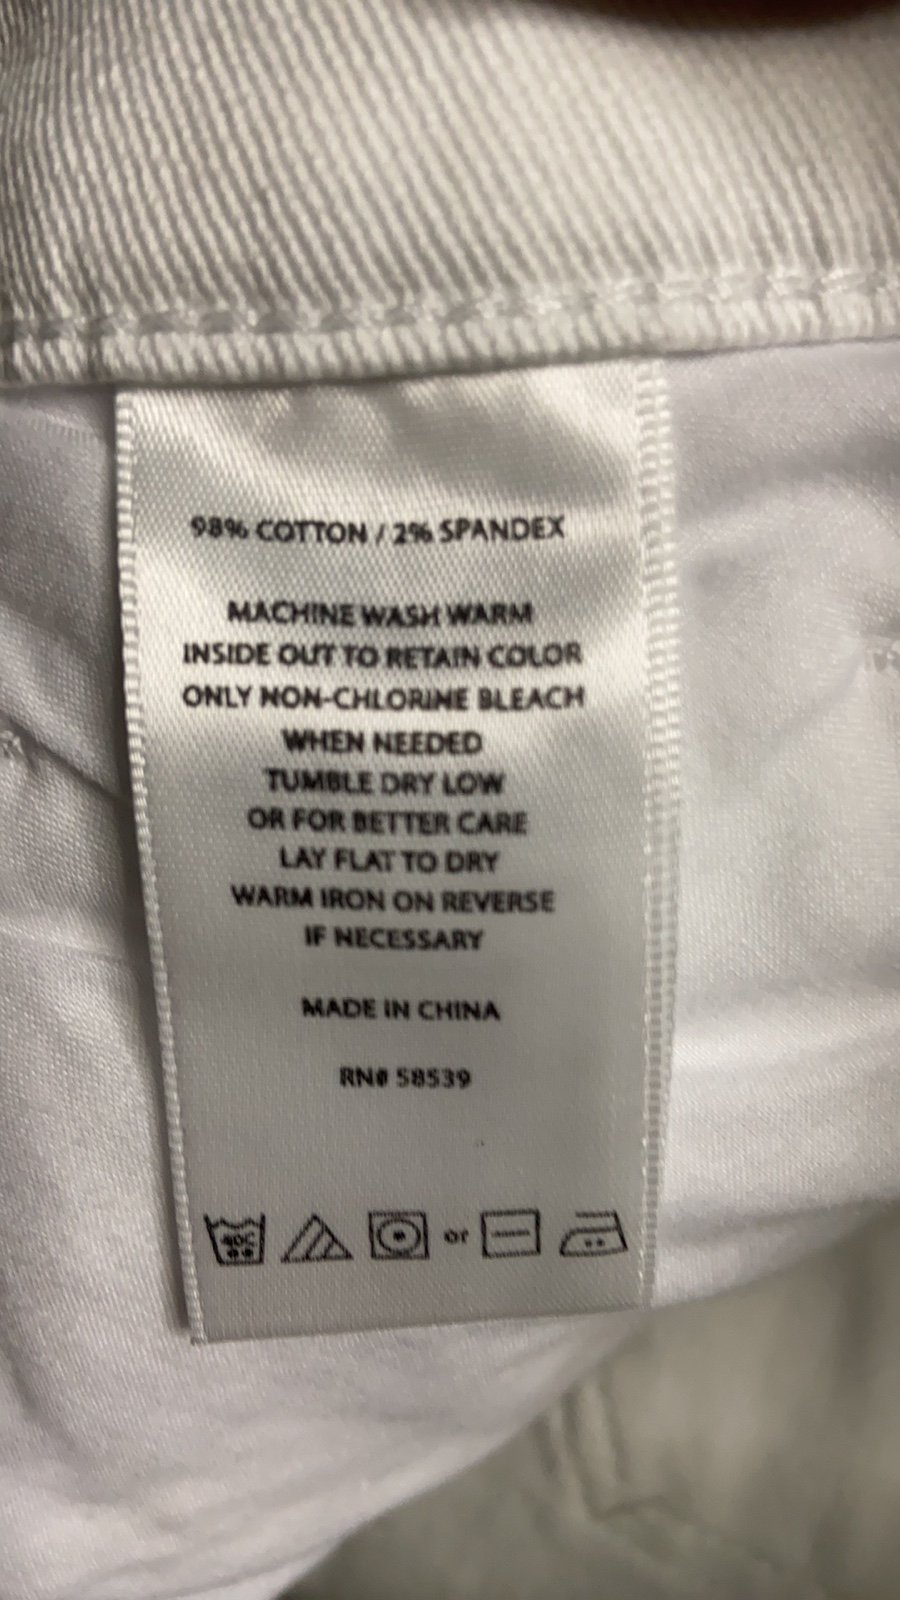 98% COTTON / 2% SPANDEX
MACHINE WASH WARM
INSIDE OUT TO RETAIN COLOR
ONLY NON-CHLORINE BLEACH
WHEN NEEDED
TUMBLE DRY LOW
OR FOR BETTER CARE
LAY FLAT TO DRY
WARM IRON ON REVERSE
IF NECESSARY
MADE IN CHINA
RN# 58539
40C or